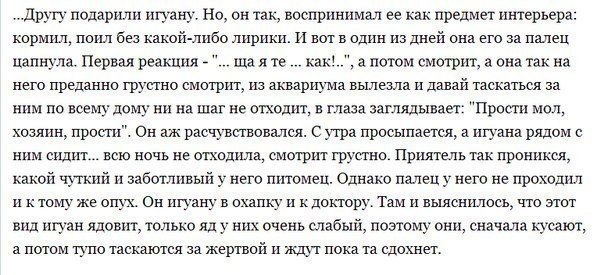 ...Другу подарили игуану. Но, он так, воспринимал ее как предмет интерьера:
кормил, поил без какой-либо лирики. И вот в один из дней она его за палец
цапнула. Первая реакция - "... ща я те ... как!..", а потом смотрит, а она так на
него преданно грустно смотрит, из аквариума вылезла и давай таскаться за
ним по всему дому ни на шаг не отходит, в глаза заглядывает: "Прости мол,
хозяин, прости". Он аж расчувствовался. С утра просыпается, а игуана рядом с
ним сидит... всю ночь не отходила, смотрит грустно. Приятель так проникся,
какой чуткий и заботливый у него питомец. Однако палец у него не проходил
и к тому же опух. Он игуану в охапку и к доктору. Там и выяснилось, что этот
вид игуан ядовит, только яд у них очень слабый, поэтому они, сначала кусают,
а потом тупо таскаются за жертвой и ждут пока та сдохнет.